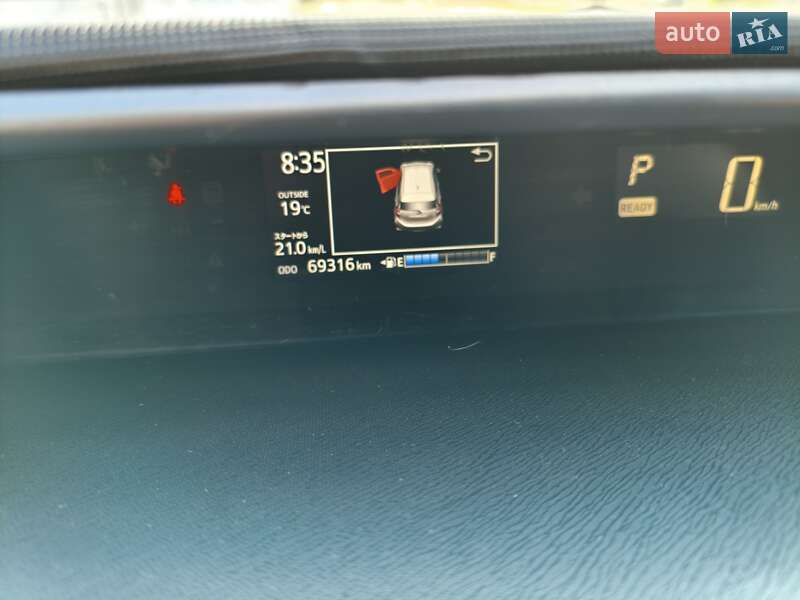 auto RIA .com
8:35
P
OUTSIDE
19℃
READY
0 km/h
スタートから
21.0 km/L
ODO 69316 km
E F